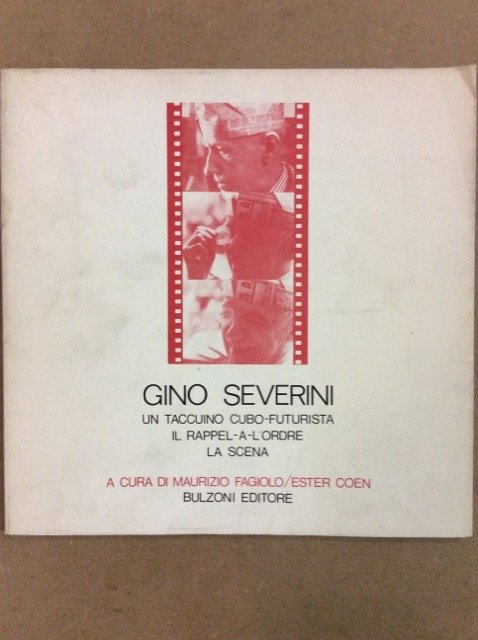 GINO SEVERINI
UN TACCUINO CUBO-FUTURISTA
IL RAPPEL-A-L'ORDRE
LA SCENA
A CURA DI MAURIZIO FAGIOLO/ESTER COEN
BULZONI EDITORE